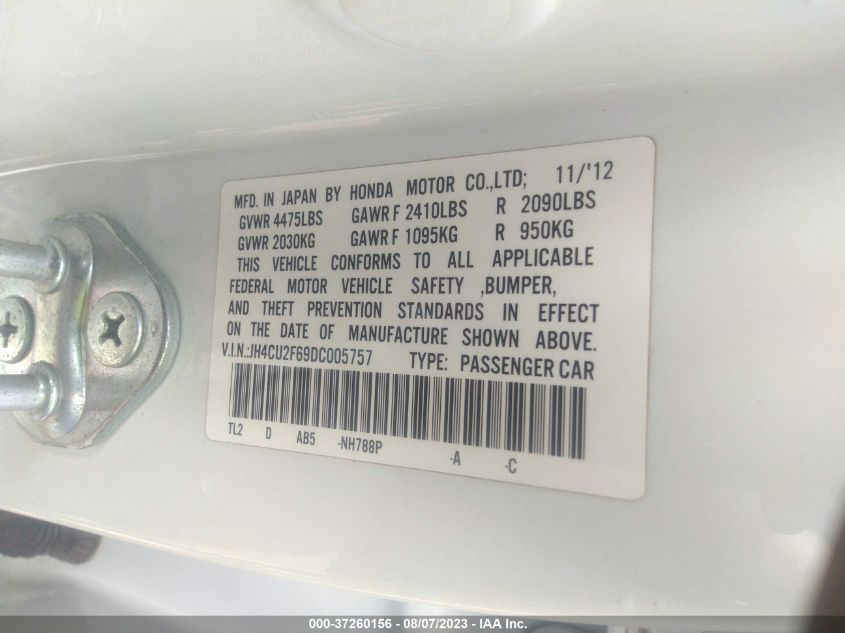 MFD. IN JAPAN BY HONDA MOTOR CO.,LTD; 11/'12
GVWR 4475LBS GAWR F 2410LBS R 2090LBS
GVWR 2030KG GAWR F 1095KG R 950KG
THIS VEHICLE CONFORMS TO ALL APPLICABLE
FEDERAL MOTOR VEHICLE SAFETY ,BUMPER,
AND THEFT PREVENTION STANDARDS IN EFFECT
ON THE DATE OF MANUFACTURE SHOWN ABOVE.
V.I.N.:JH4CU2F69DC005757 TYPE: PASSENGER CAR
TL2 D AB5 -NH788P -A -C
000-37260156 - 08/07/2023 - IAA Inc.